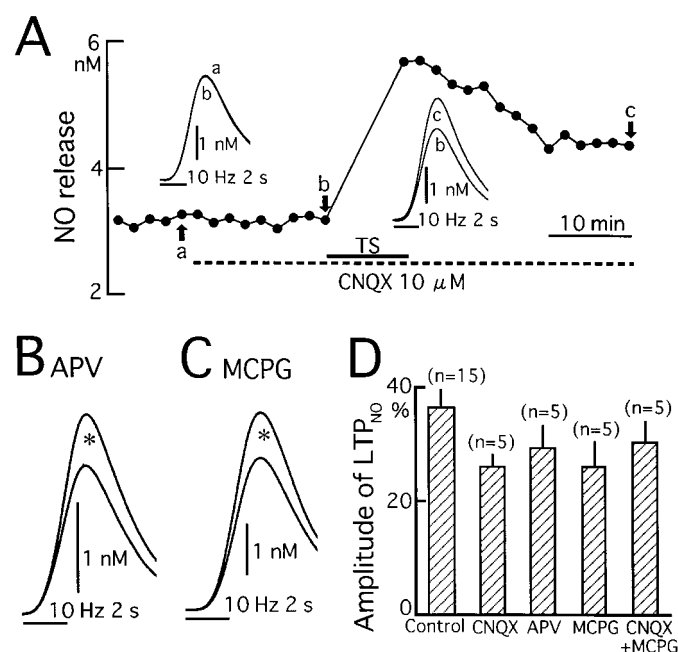 A
6
nM
4
2
NO release
a
b
1 nM
10 Hz 2 s
a
b
c
b
1 nM
10 Hz 2 s
c
10 min
TS
CNQX 10 μM
B APV
*
1 nM
10 Hz 2 s
C MCPG
*
1 nM
10 Hz 2 s
D
Amplitude of LTP_NO
40
%
20
0
(n=15)
(n=5)
(n=5)
(n=5)
(n=5)
Control CNQX APV MCPG CNQX
+MCPG